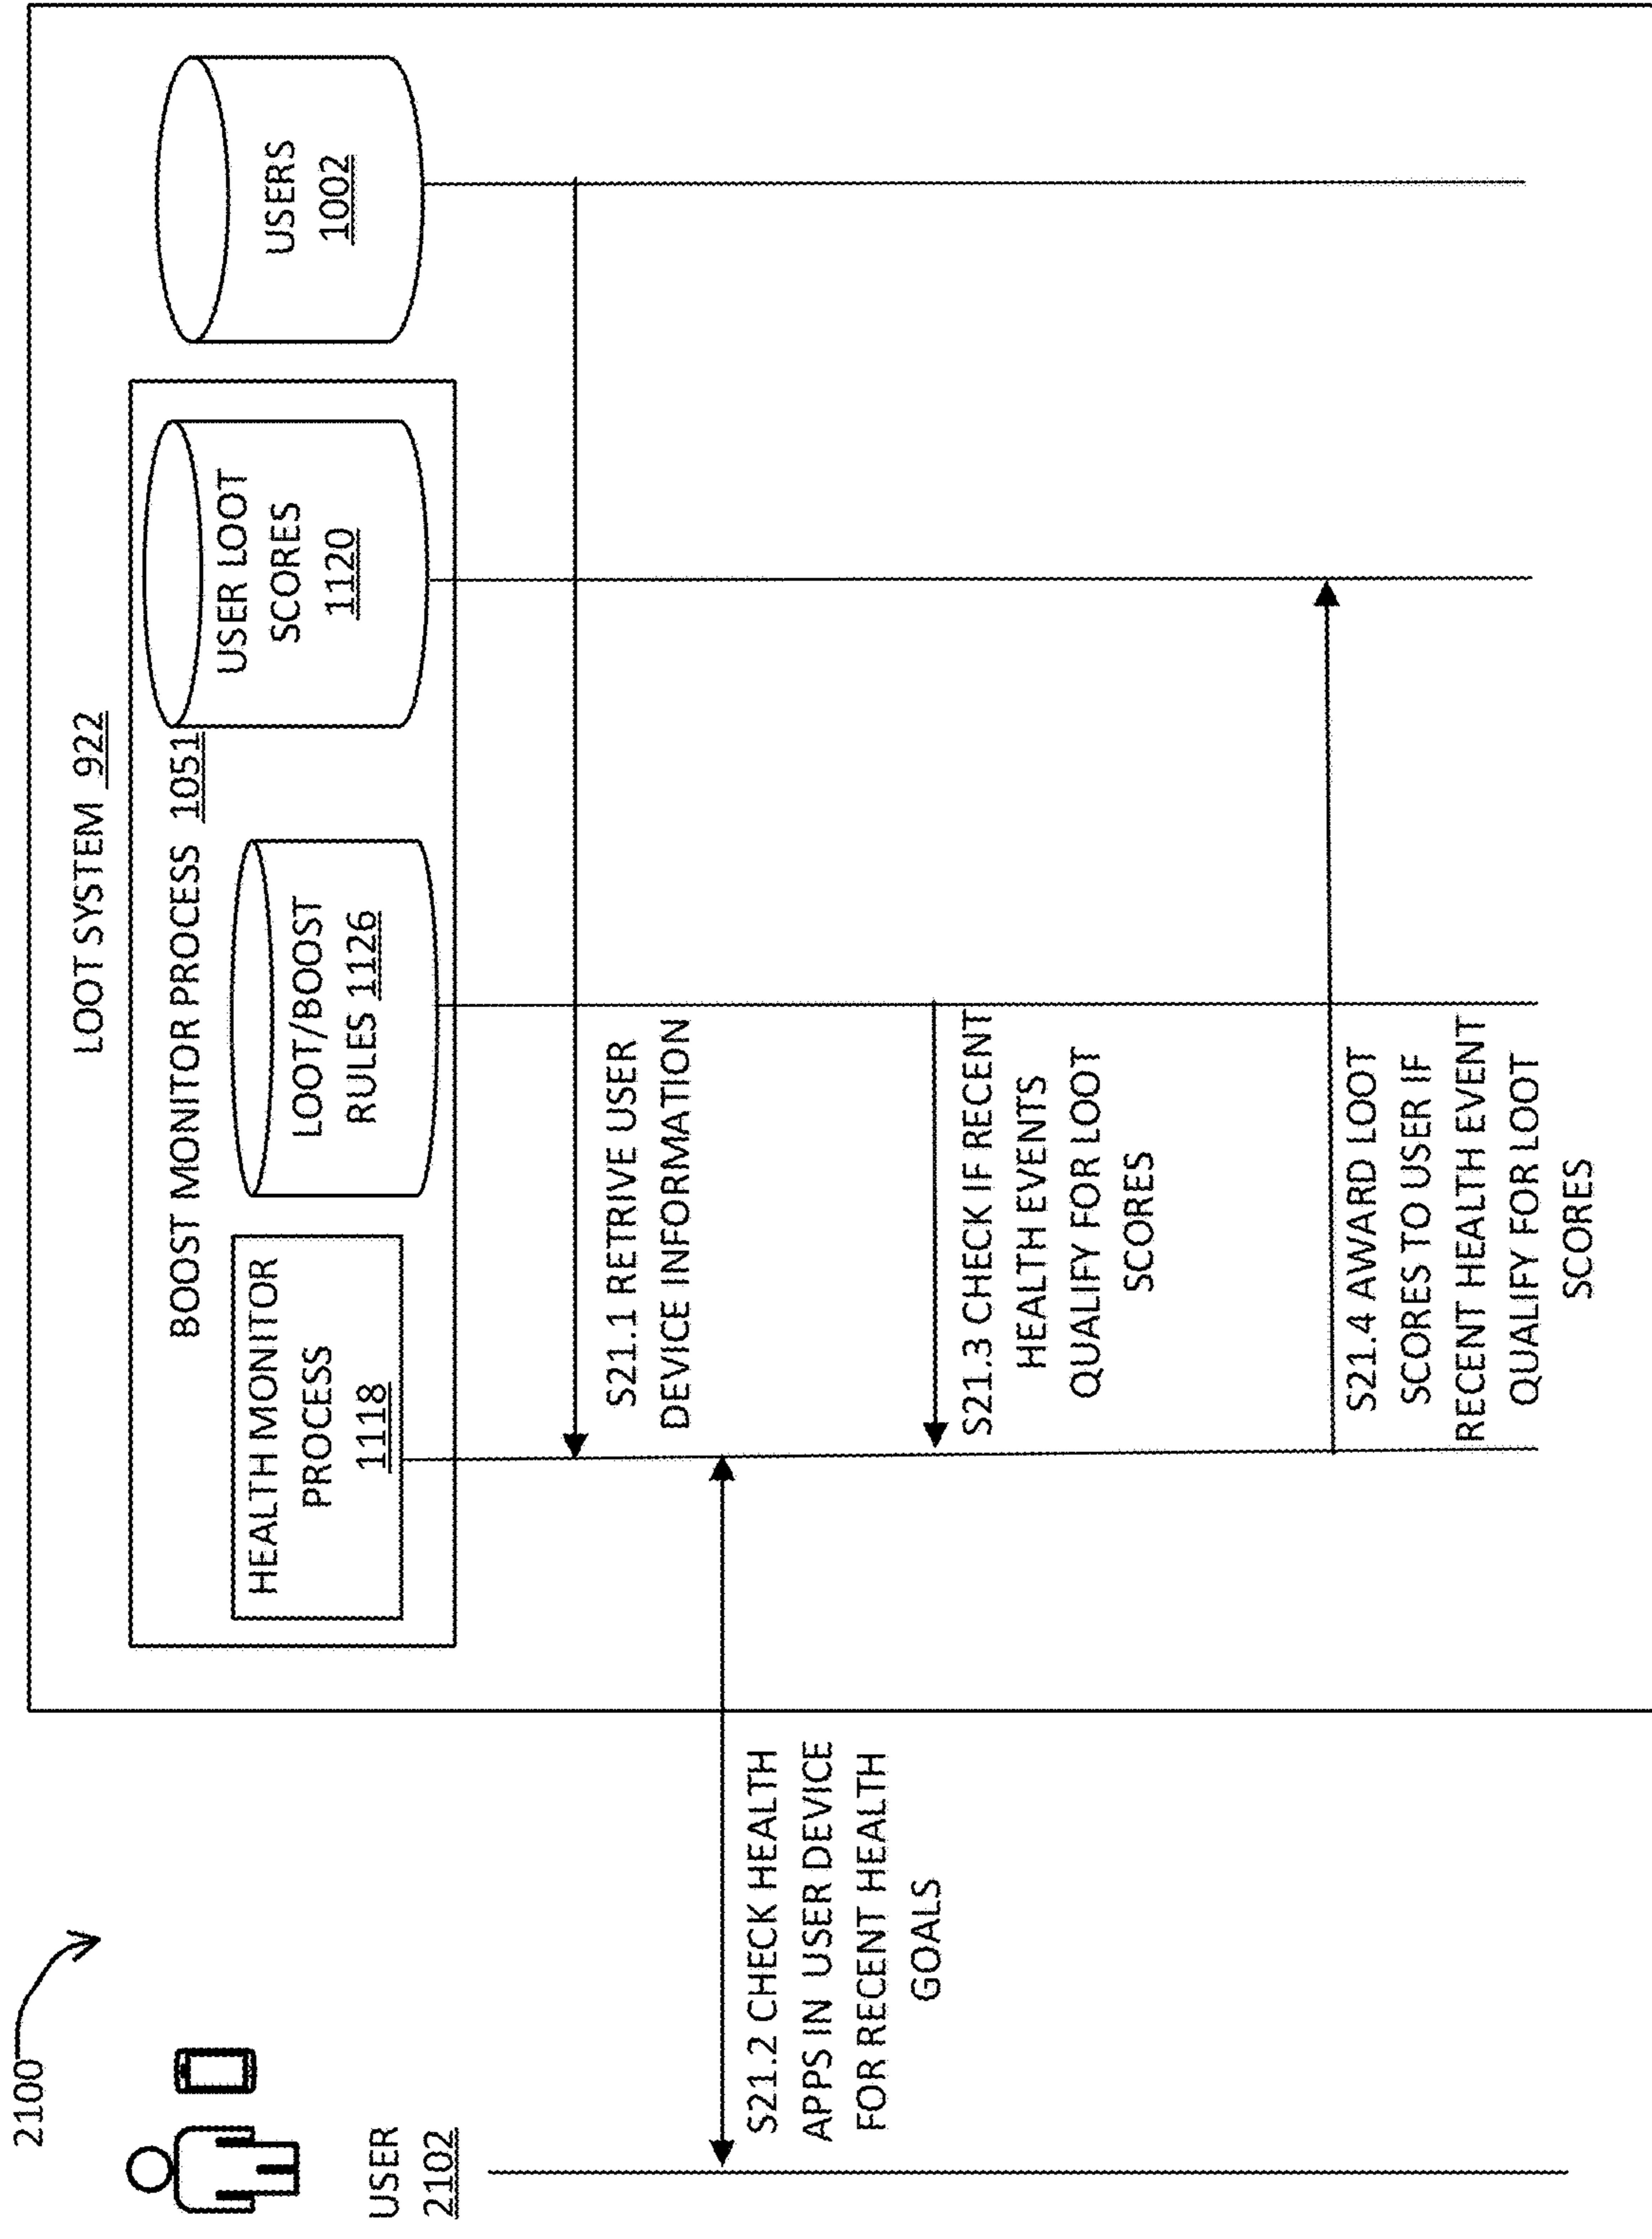 2100
USER
2102
LOOT SYSTEM 922
BOOST MONITOR PROCESS 1051
HEALTH MONITOR
PROCESS
1118
LOOT/BOOST
RULES 1126
USER LOOT
SCORES
1120
USERS
1002
S21.1 RETRIVE USER
DEVICE INFORMATION
S21.2 CHECK HEALTH
APPS IN USER DEVICE
FOR RECENT HEALTH
GOALS
S21.3 CHECK IF RECENT
HEALTH EVENTS
QUALIFY FOR LOOT
SCORES
S21.4 AWARD LOOT
SCORES TO USER IF
RECENT HEALTH EVENT
QUALIFY FOR LOOT
SCORES